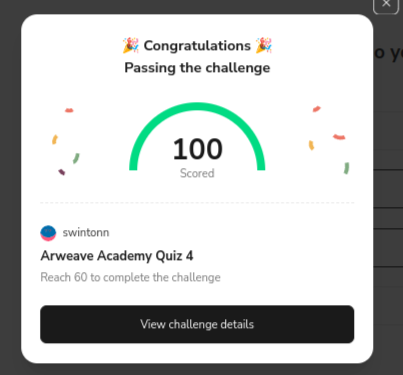 🎉 Congratulations 🎉
Passing the challenge
100
Scored
swintonn
Arweave Academy Quiz 4
Reach 60 to complete the challenge
View challenge details